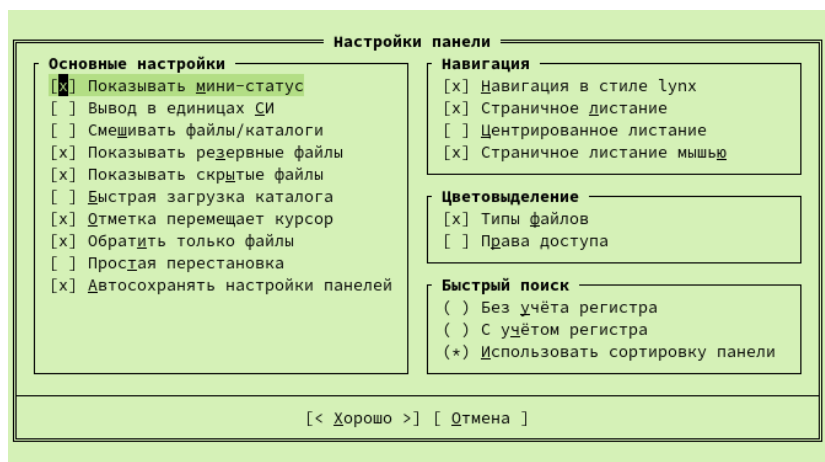 Настройки панели
Основные настройки
[x] Показывать мини-статус
[ ] Вывод в единицах СИ
[ ] Смешивать файлы/каталоги
[x] Показывать резервные файлы
[x] Показывать скрытые файлы
[ ] Быстрая загрузка каталога
[x] Отметка перемещает курсор
[x] Обратить только файлы
[ ] Простая перестановка
[x] Автосохранять настройки панелей
Навигация
[x] Навигация в стиле lynx
[x] Страничное листание
[ ] Центрированное листание
[x] Страничное листание мышью
Цветовыделение
[x] Типы файлов
[ ] Права доступа
Быстрый поиск
( ) Без учёта регистра
( ) С учётом регистра
(*) Использовать сортировку панели
[< Хорошо >] [ Отмена ]